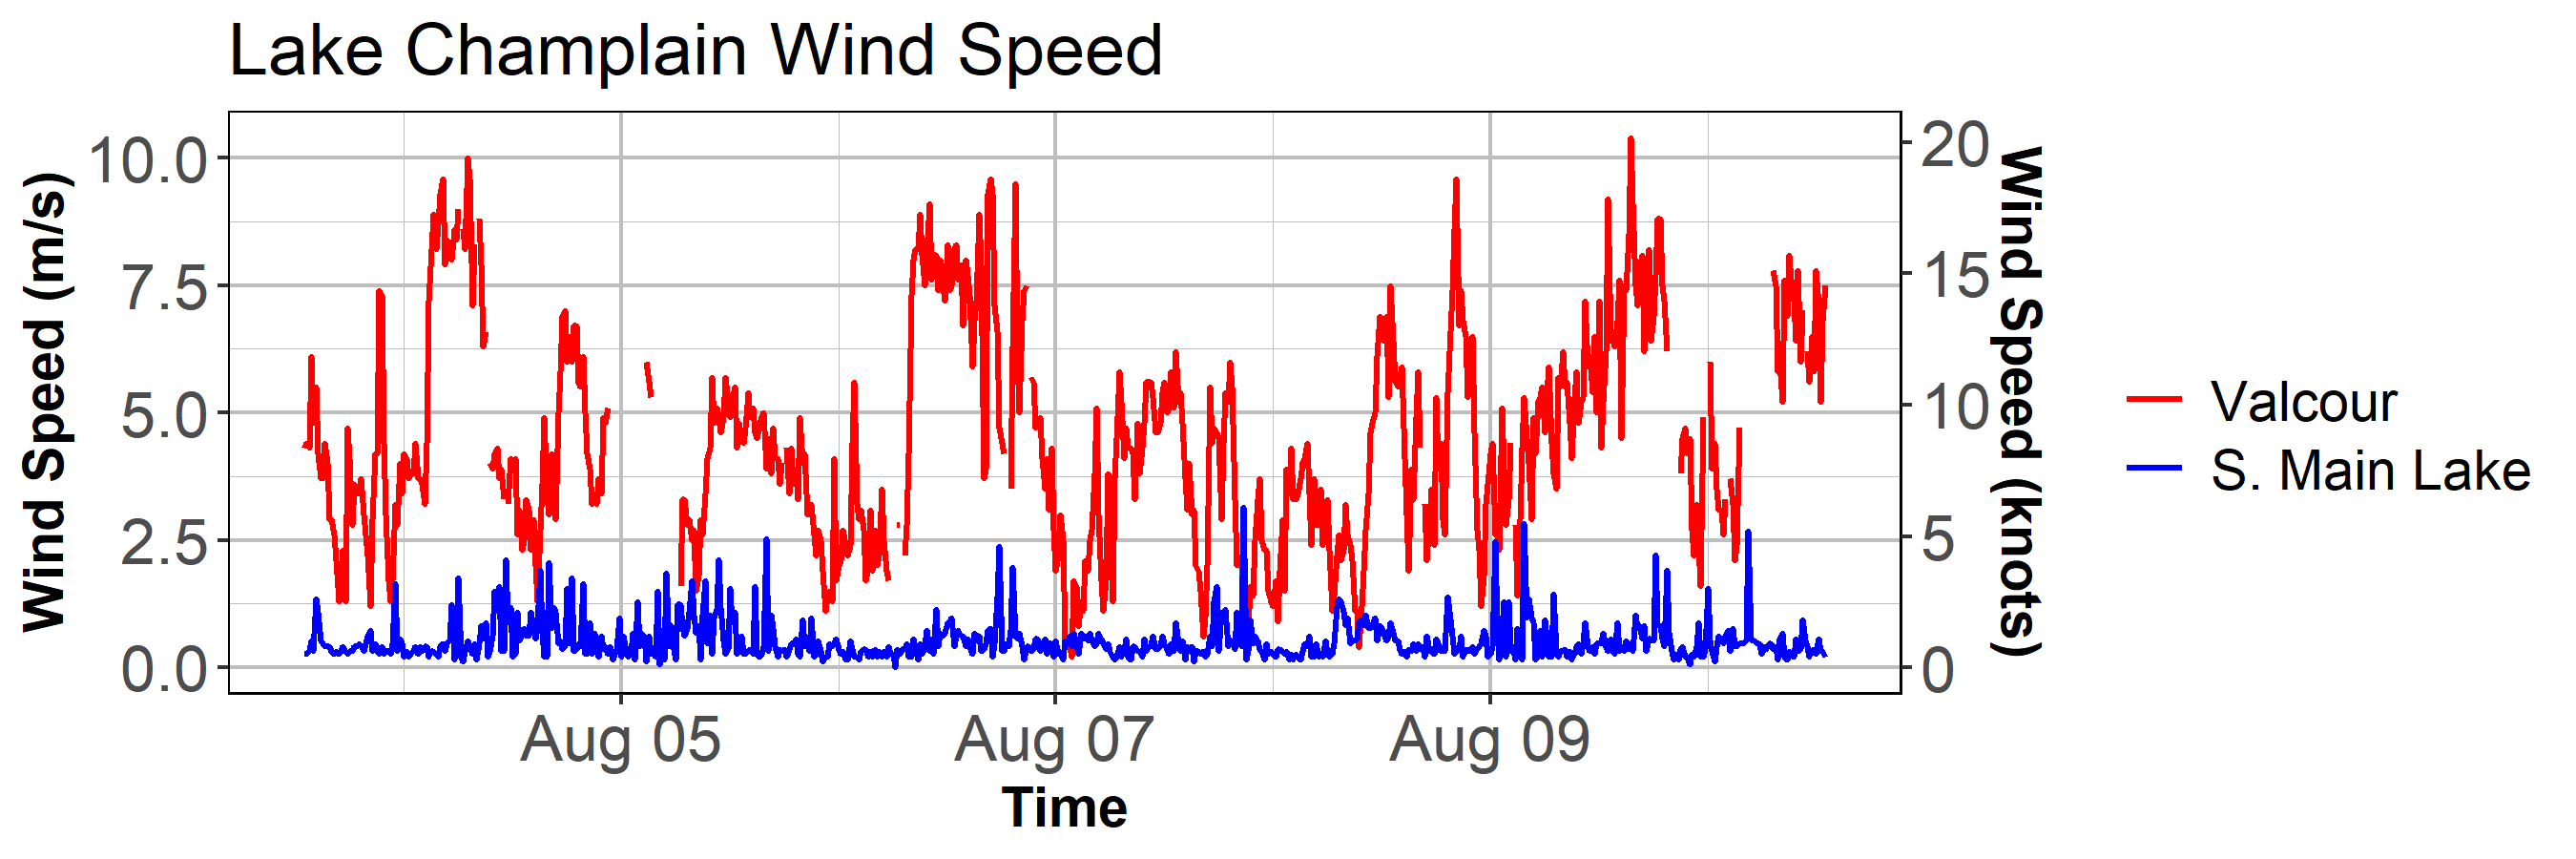 Lake Champlain Wind Speed
Wind Speed (m/s)
10.0
7.5
5.0
2.5
0.0
20
15
10
5
0
Wind Speed (knots)
Aug 05
Aug 07
Aug 09
Time
Valcour
S. Main Lake